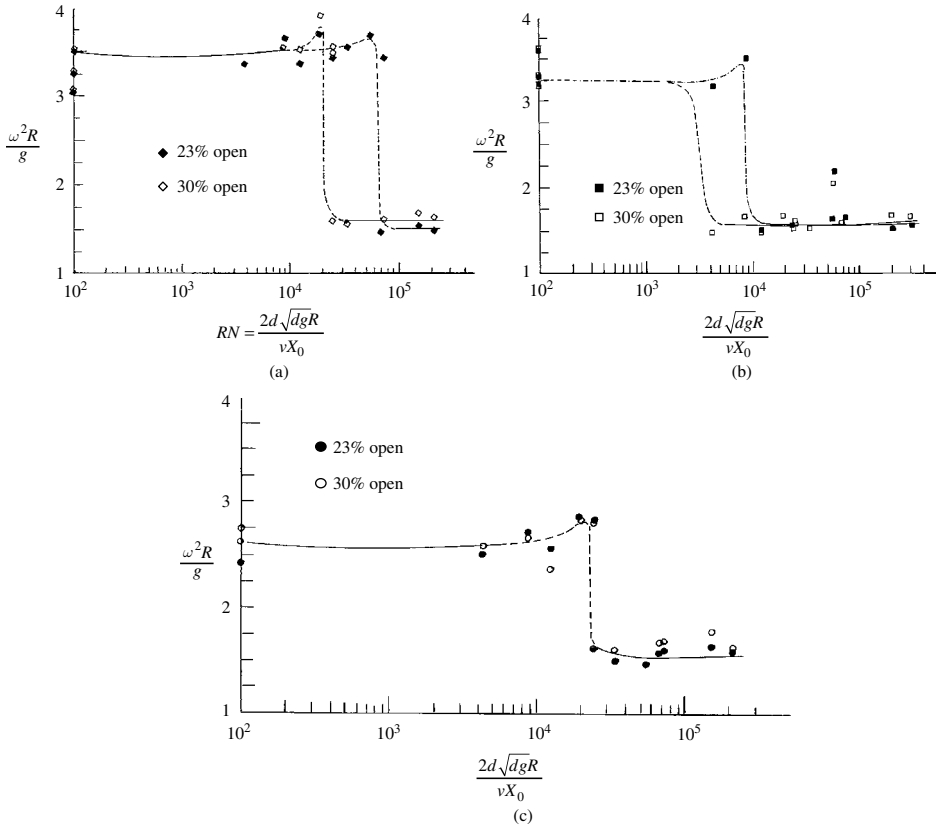 4
3
ω²R
g
2
1
◆ 23% open
◇ 30% open
10² 10³ 10⁴ 10⁵
RN = 2d√dgR
vX₀
(a)
4
3
ω²R
g
2
1
■ 23% open
□ 30% open
10² 10³ 10⁴ 10⁵
2d√dgR
vX₀
(b)
4
3
ω²R
g
2
1
● 23% open
○ 30% open
10² 10³ 10⁴ 10⁵
2d√dgR
vX₀
(c)